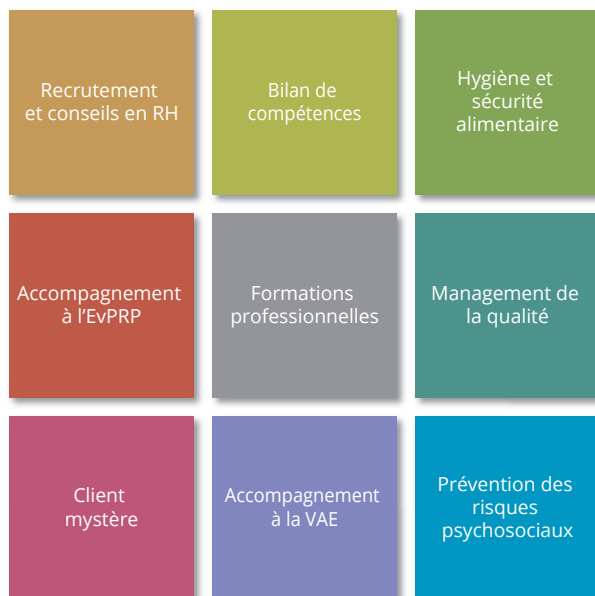 Recrutement
et conseils en RH
Bilan de
compétences
Hygiène et
sécurité
alimentaire
Accompagnement
à l'EvPRP
Formations
professionnelles
Management de
la qualité
Client
mystère
Accompagnement
à la VAE
Prévention des
risques
psychosociaux